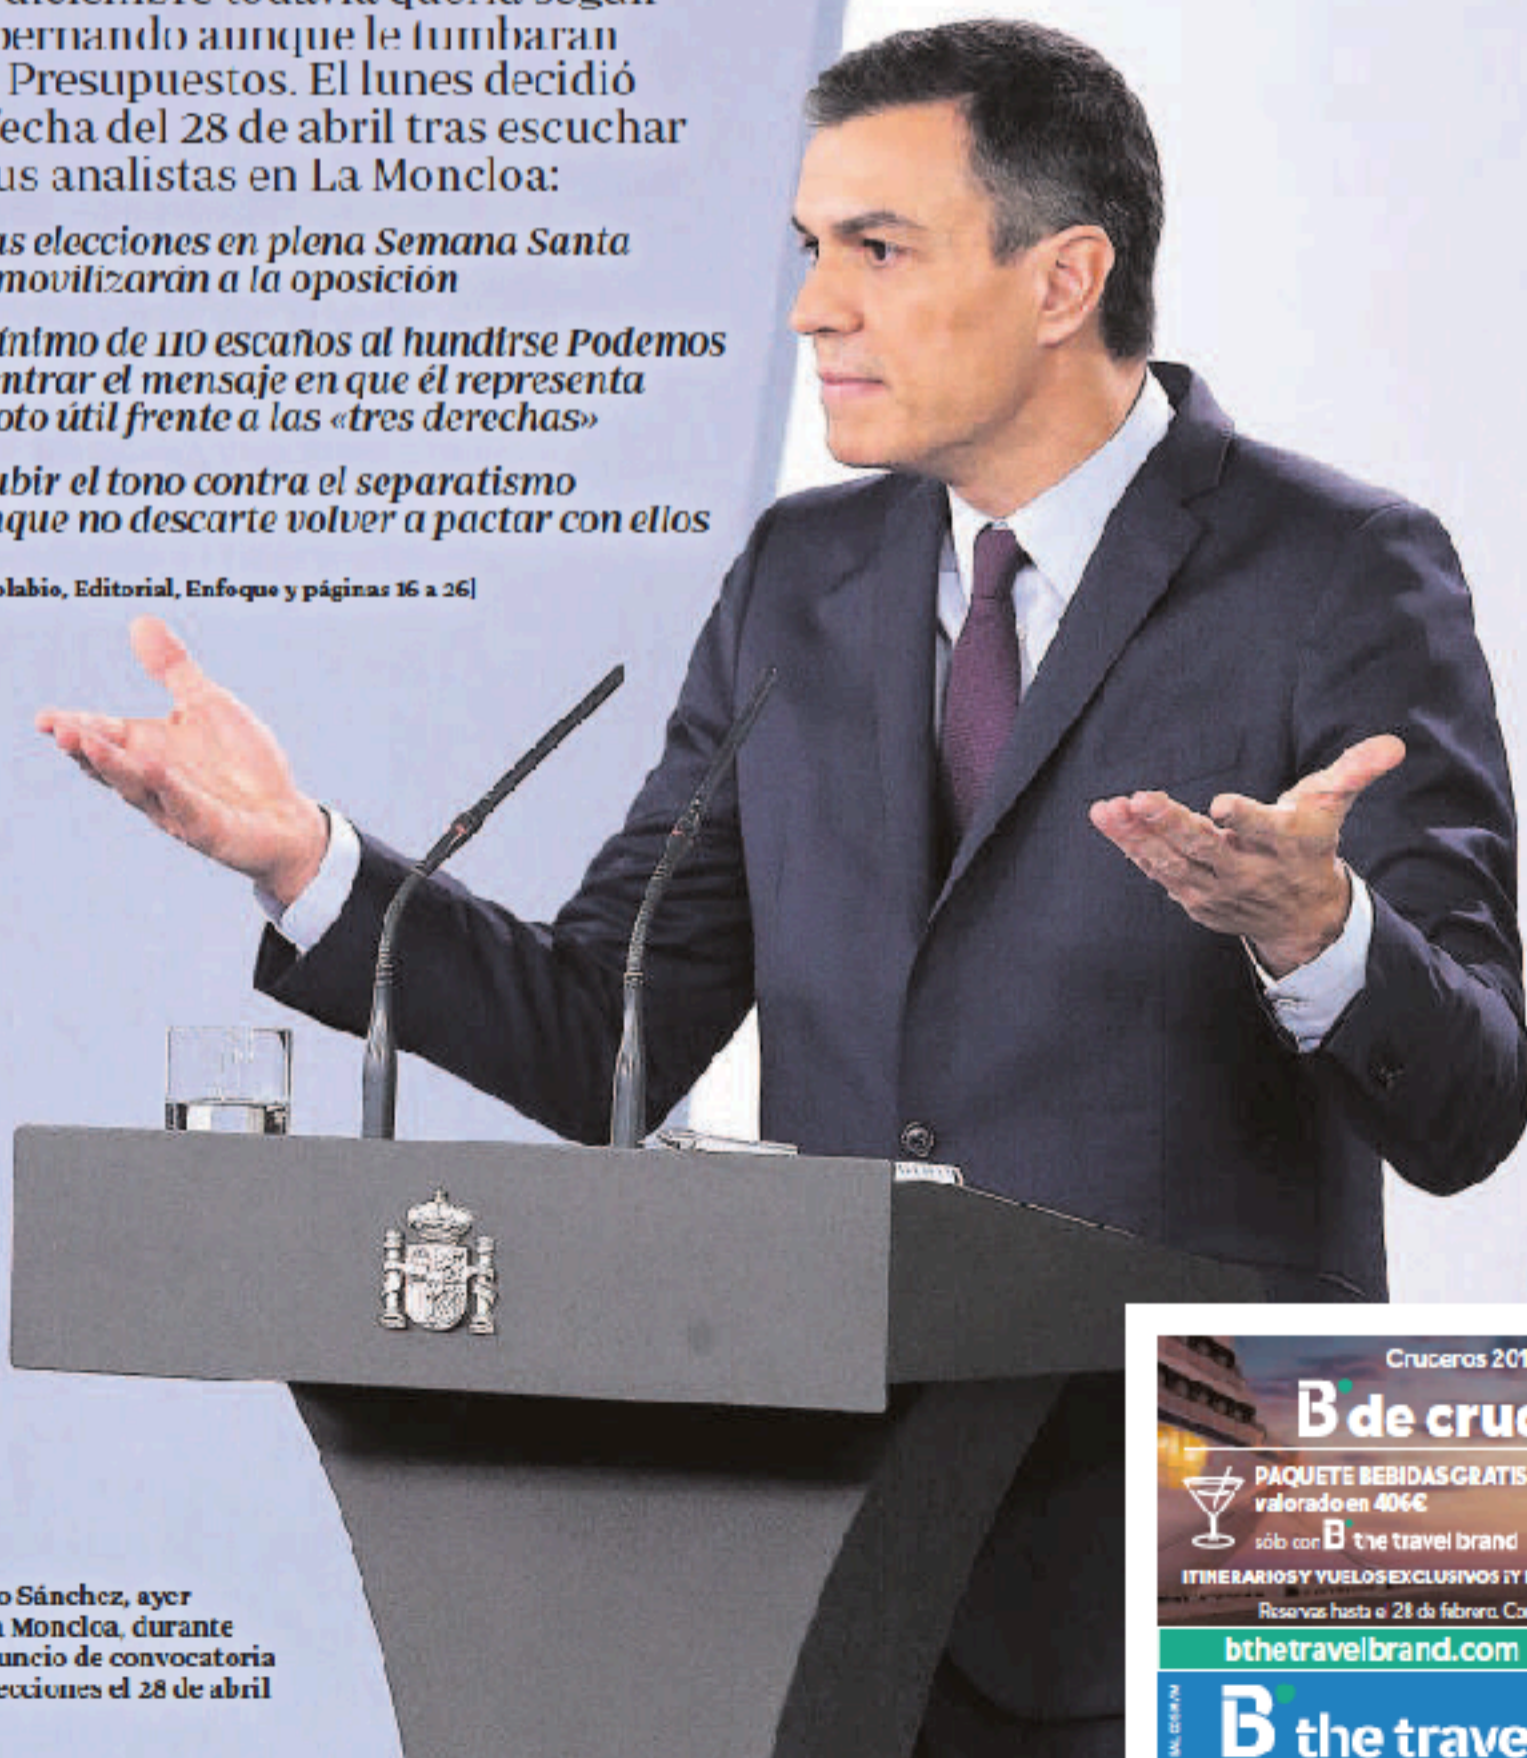 bernando aunque le tumbaran
Presupuestos. El lunes decidió
fecha del 28 de abril tras escuchar
us analistas en La Moncloa:
as elecciones en plena Semana Santa
movilizarán a la oposición
ínimo de 110 escaños al hundirse Podemos
ntrar el mensaje en que él representa
oto útil frente a las «tres derechas»
ubir el tono contra el separatismo
nque no descarte volver a pactar con ellos
olabio, Editorial, Enfoque y páginas 16 a 26]
o Sánchez, ayer
a Moncloa, durante
uncio de convocatoria
ecciones el 28 de abril
Cruceros 201
B de cruc
PAQUETE BEBIDAS GRATIS
valorado en 406€
sólo con B the travel brand
ITINERARIOS Y VUELOS EXCLUSIVOS ¡Y
Reservas hasta el 28 de febrero. Co
bthetravelbrand.com
B the trave